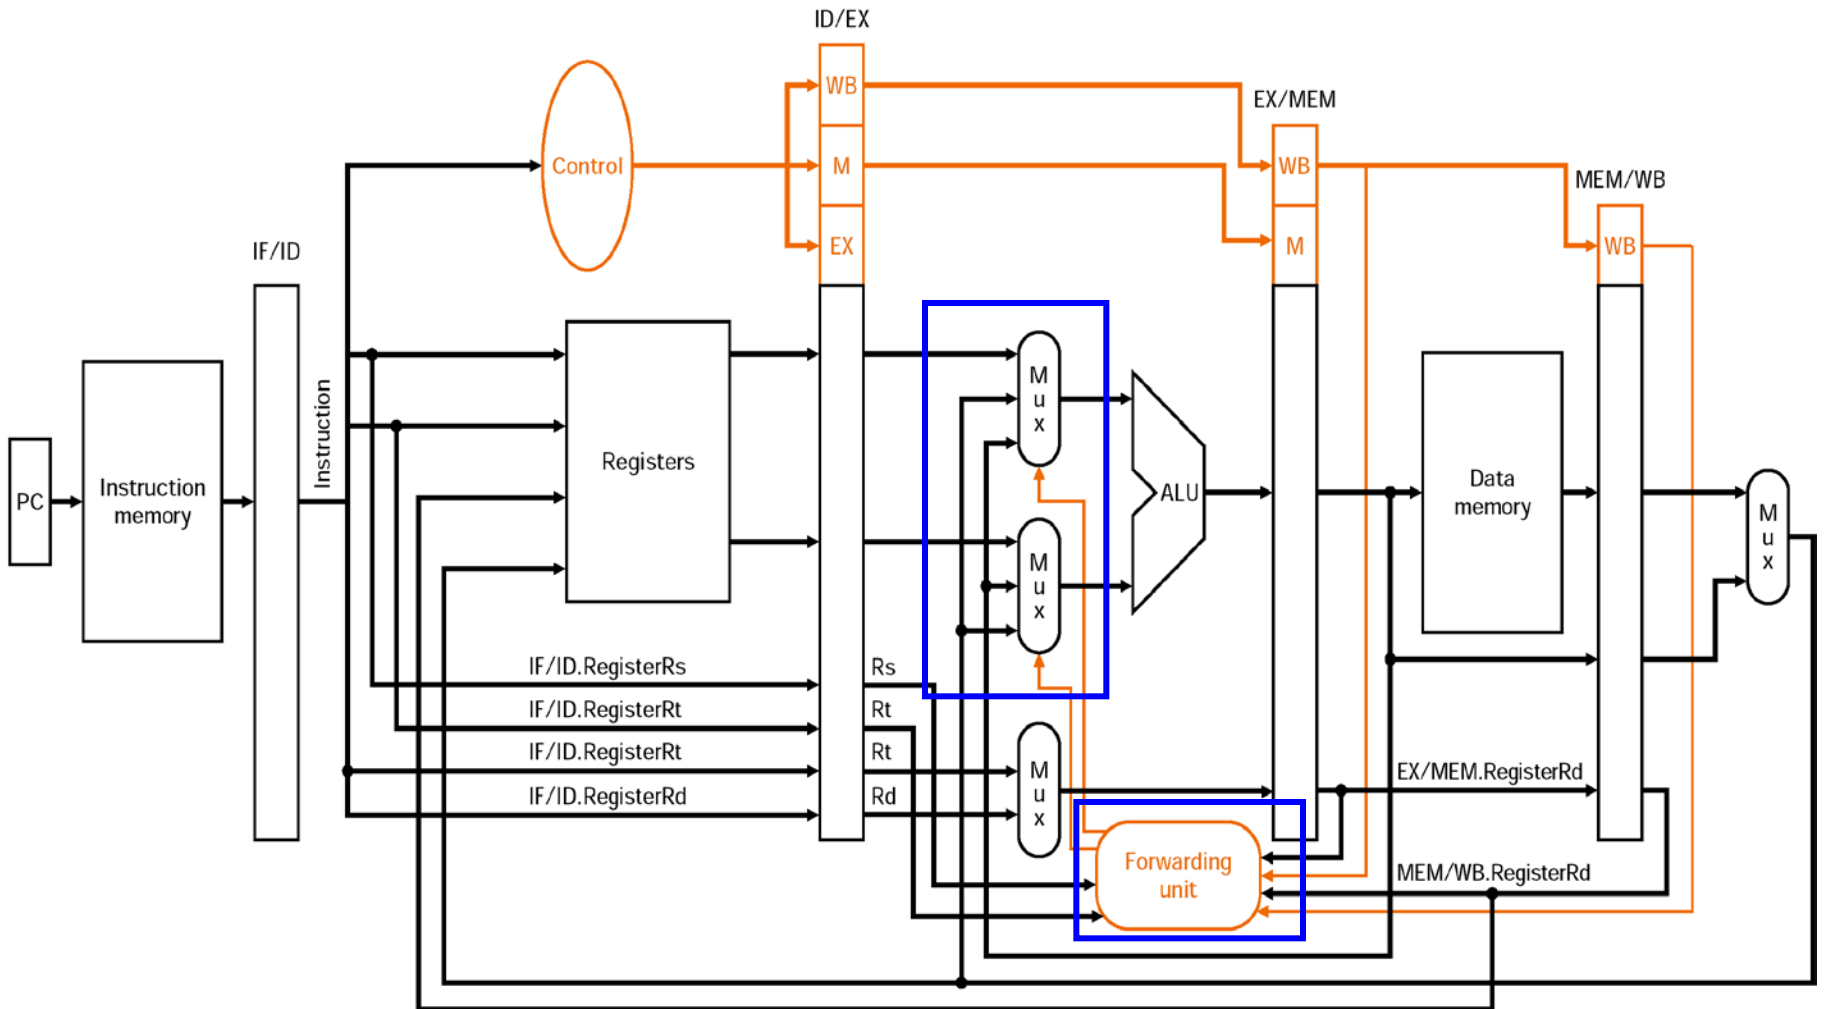 ID/EX
WB
EX/MEM
Control
M
WB
MEM/WB
IF/ID
EX
M
WB
PC
Instruction
memory
Instruction
Registers
M
u
x
M
u
x
ALU
Data
memory
M
u
x
IF/ID.RegisterRs
Rs
IF/ID.RegisterRt
Rt
IF/ID.RegisterRt
Rt
IF/ID.RegisterRd
Rd
M
u
x
EX/MEM.RegisterRd
Forwarding
unit
MEM/WB.RegisterRd